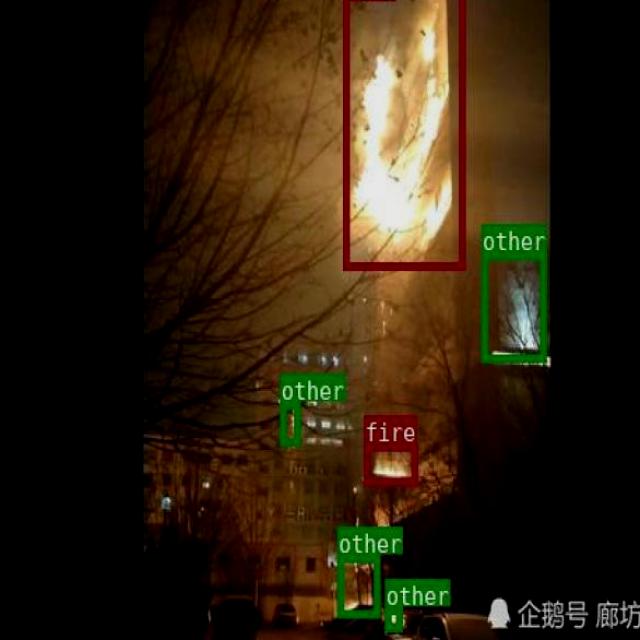 other
other
fire
other
other
企鹅号 廊坊